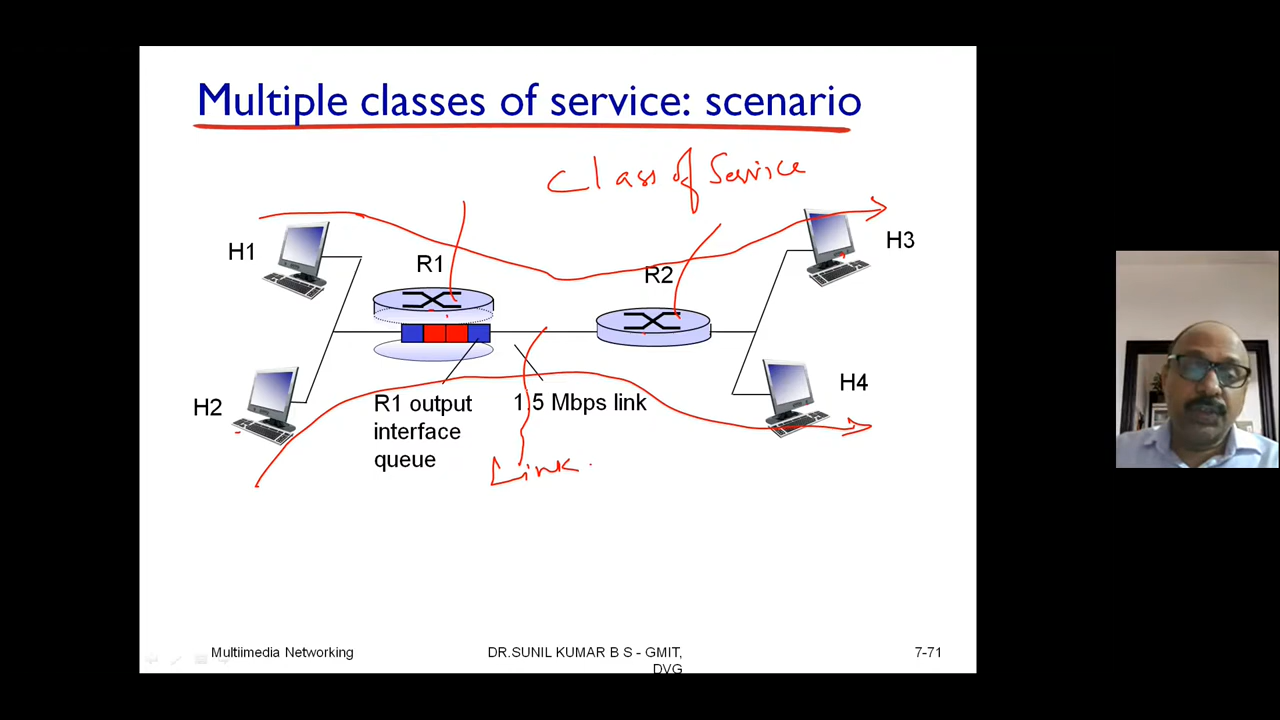 Multiple classes of service: scenario
Class of Service
H1
R1
R2
H3
H2
R1 output
interface
queue
1.5 Mbps link
H4
Link.
Multiimedia Networking
DR.SUNIL KUMAR B S - GMIT,
DVG
7-71